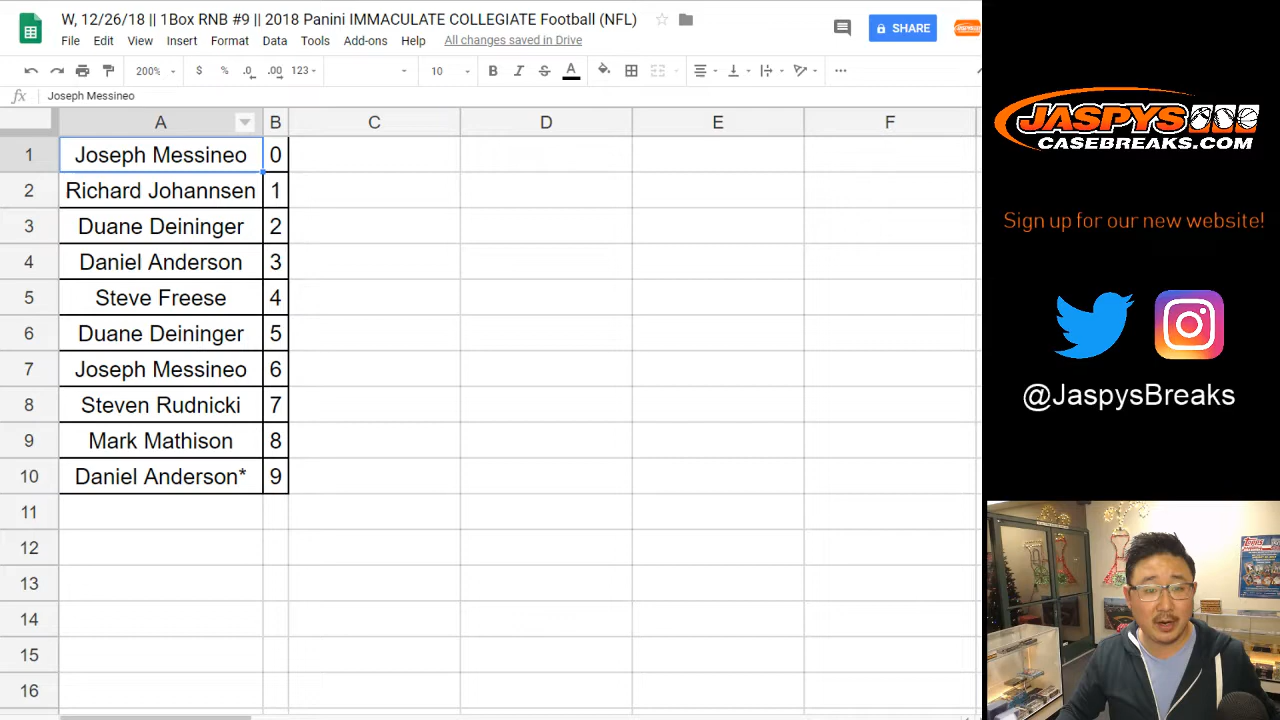 W, 12/26/18 || 1Box RNB #9 || 2018 Panini IMMACULATE COLLEGIATE Football (NFL)
File Edit View Insert Format Data Tools Add-ons Help All changes saved in Drive
SHARE
200% $ % .0 .00 123 10 B I S A
fx Joseph Messineo
A B C D E F
1 Joseph Messineo 0
2 Richard Johannsen 1
3 Duane Deininger 2
4 Daniel Anderson 3
5 Steve Freese 4
6 Duane Deininger 5
7 Joseph Messineo 6
8 Steven Rudnicki 7
9 Mark Mathison 8
10 Daniel Anderson* 9
11
12
13
14
15
16
JASPYS
CASEBREAKS.COM
Sign up for our new website!
@JaspysBreaks
Topps